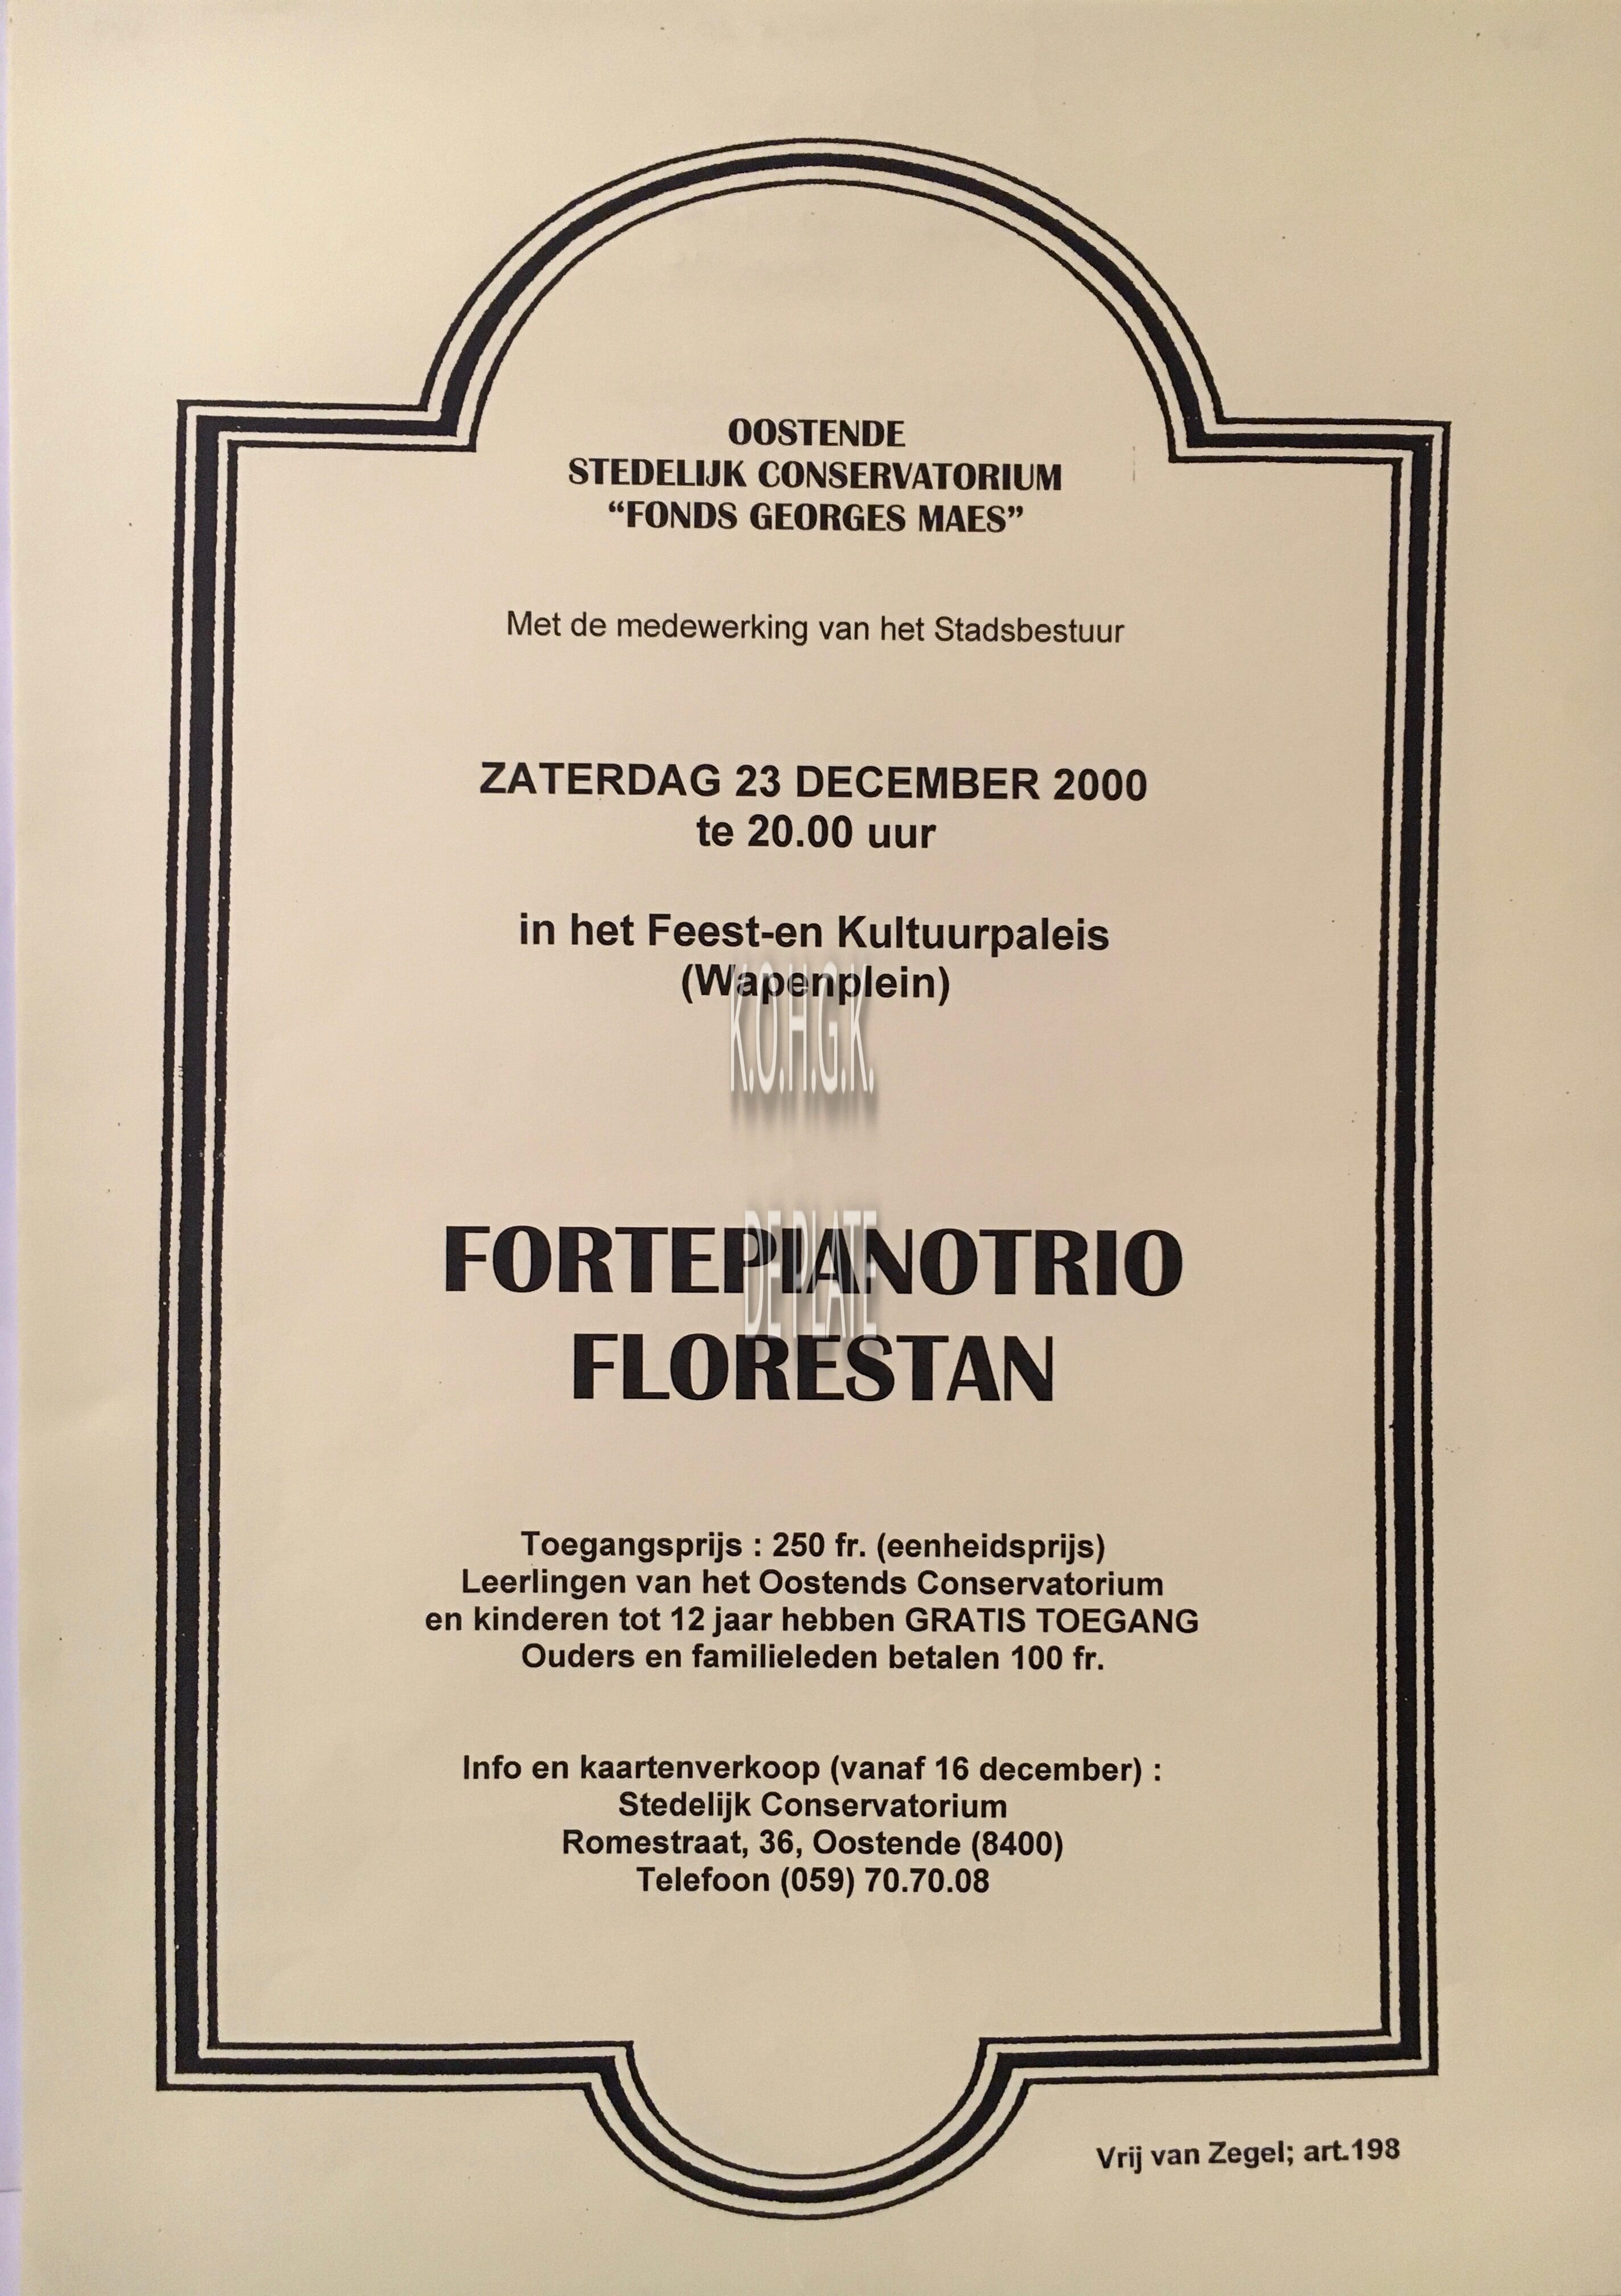 OOSTENDE
STEDELIJK CONSERVATORIUM
“FONDS GEORGES MAES”
Met de medewerking van het Stadsbestuur
ZATERDAG 23 DECEMBER 2000
te 20.00 uur
in het Feest-en Kultuurpaleis
(Wapenplein)
K.O.H.G.K.
DE PLATE
FORTEPIANOTRIO
FLORESTAN
Toegangsprijs : 250 fr. (eenheidsprijs)
Leerlingen van het Oostends Conservatorium
en kinderen tot 12 jaar hebben GRATIS TOEGANG
Ouders en familieleden betalen 100 fr.
Info en kaartenverkoop (vanaf 16 december) :
Stedelijk Conservatorium
Romestraat, 36, Oostende (8400)
Telefoon (059) 70.70.08
Vrij van Zegel; art.198